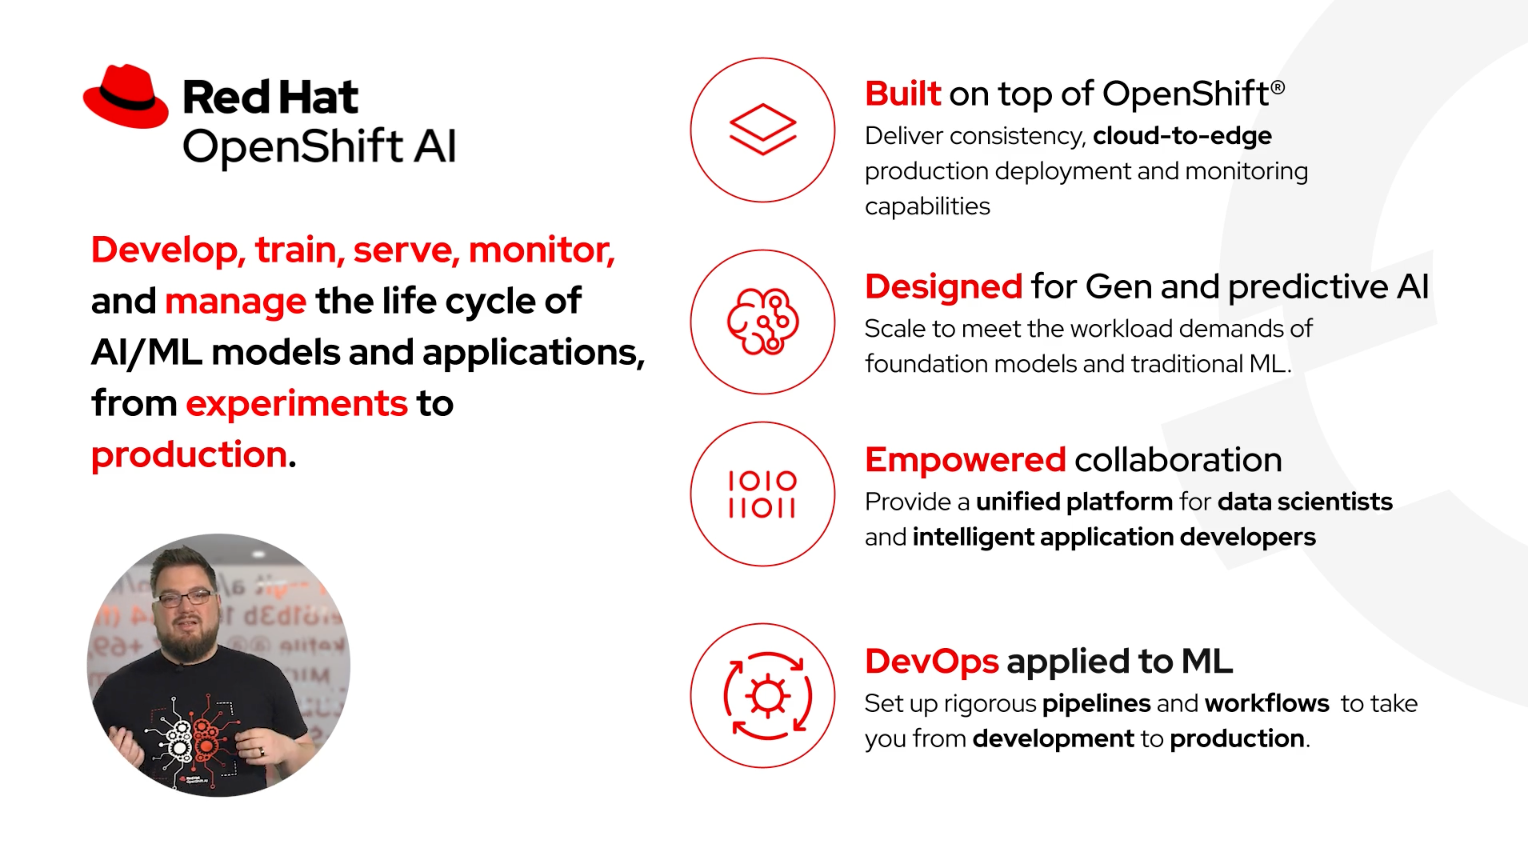 Red Hat
OpenShift AI
Develop, train, serve, monitor,
and manage the life cycle of
AI/ML models and applications,
from experiments to
production.
Built on top of OpenShift®
Deliver consistency, cloud-to-edge
production deployment and monitoring
capabilities
Designed for Gen and predictive AI
Scale to meet the workload demands of
foundation models and traditional ML.
1010
11011
Empowered collaboration
Provide a unified platform for data scientists
and intelligent application developers
DevOps applied to ML
Set up rigorous pipelines and workflows to take
you from development to production.
Red Hat
OpenShift AI